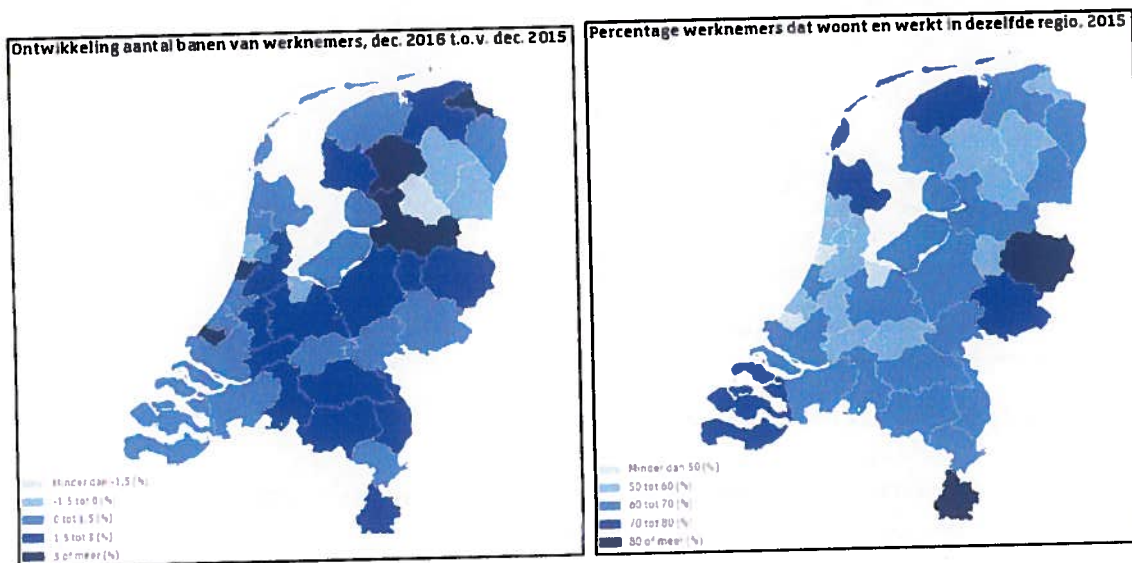 Ontwikkeling aantal banen van werknemers, dec. 2016 t.o.v. dec. 2015
Minder dan -1,5 (%)
-1.5 tot 0 (%)
0 tot 1.5 (%)
1 5 tot 3 (%)
3 of meer (%)
Percentage werknemers dat woont en werkt in dezelfde regio, 2015
Minder dan 50 (%)
50 tot 60 (%)
60 tot 70 (%)
70 tot 80 (%)
80 of meer (%)